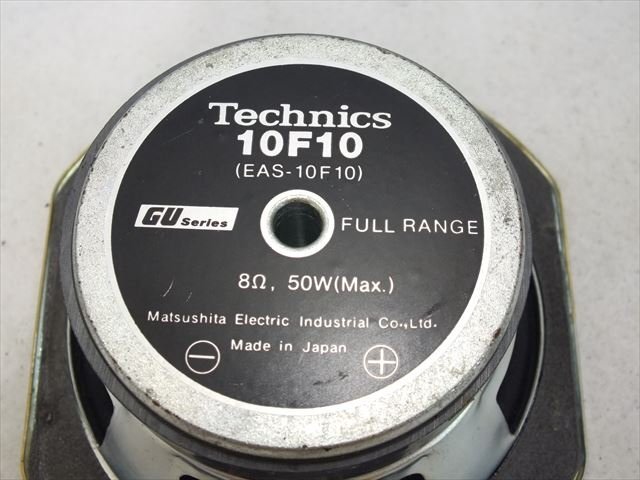 Technics
10F10
(EAS-10F10)
GU Series
FULL RANGE
8Ω, 50W(Max.)
Matsushita Electric Industrial Co.,Ltd.
Made in Japan
− +